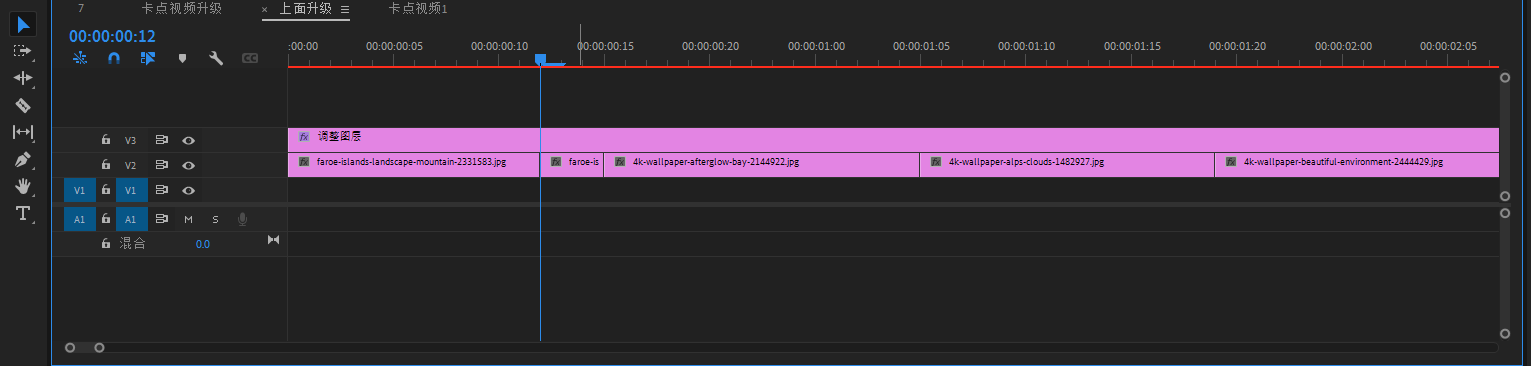 7 卡点视频升级 × 上面升级 ☰ 卡点视频1
00:00:00:12
:00:00 00:00:00:05 00:00:00:10 00:00:00:15 00:00:00:20 00:00:01:00 00:00:01:05 00:00:01:10 00:00:01:15 00:00:01:20 00:00:02:00 00:00:02:05
CC
V3 fx 调整图层
V2 fx faroe-islands-landscape-mountain-2331583.jpg fx faroe-is fx 4k-wallpaper-afterglow-bay-2144922.jpg fx 4k-wallpaper-alps-clouds-1482927.jpg fx 4k-wallpaper-beautiful-environment-2444429.jpg
V1 V1
A1 A1 M S
混合 0.0
T